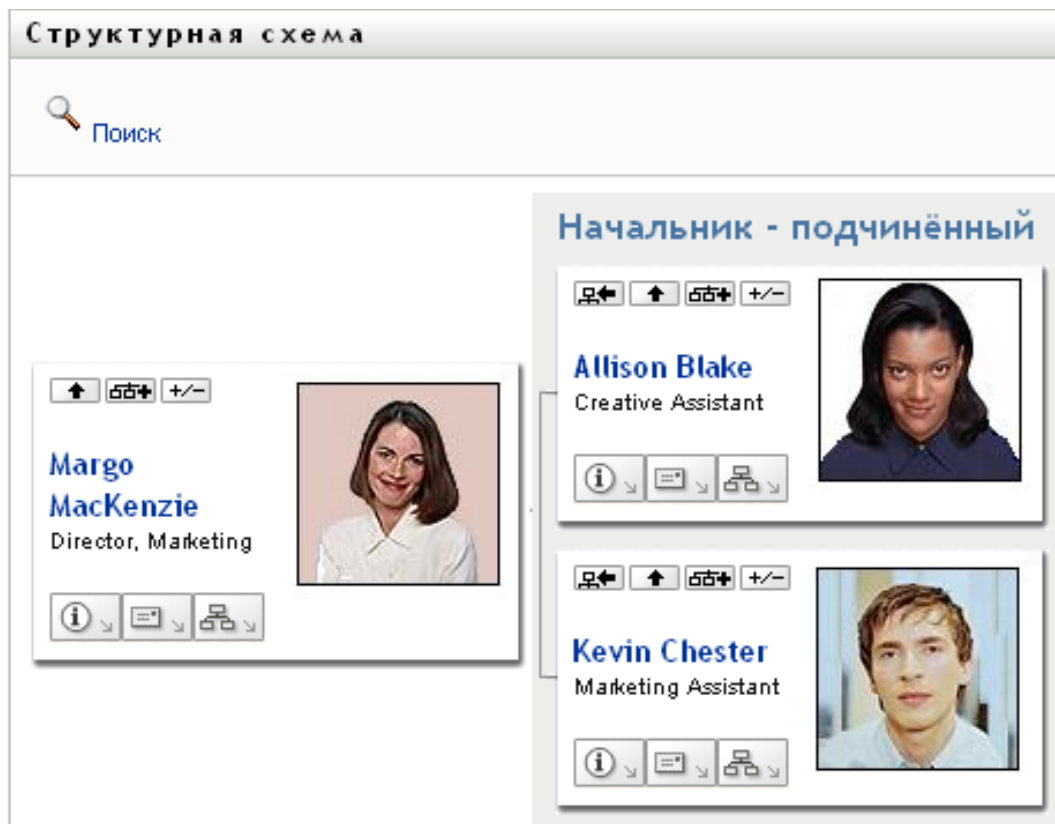 Структурная схема
Поиск
Начальник - подчинённый
Margo
MacKenzie
Director, Marketing
+/−
Allison Blake
Creative Assistant
+/−
Kevin Chester
Marketing Assistant
+/−